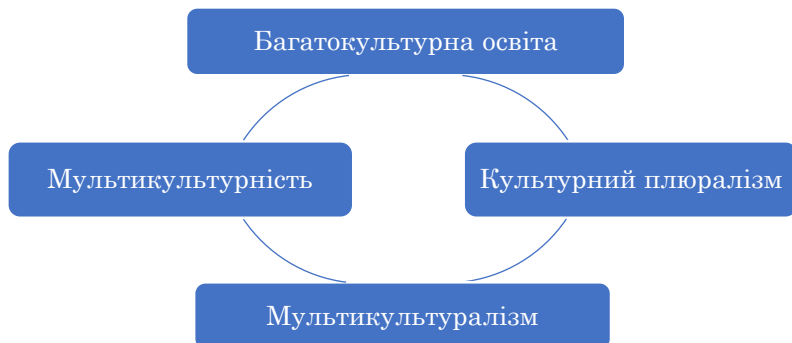 Багатокультурна освіта
Мультикультурність
Культурний плюралізм
Мультикультуралізм